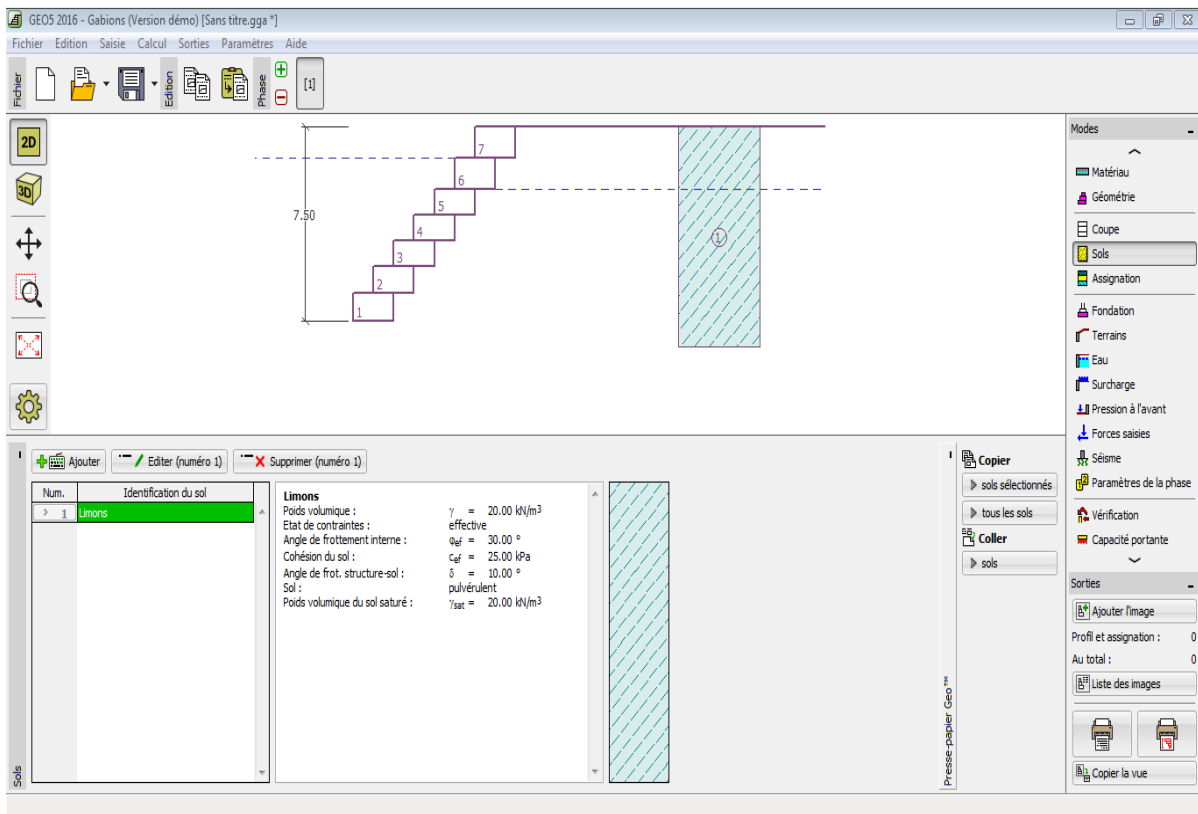 GEO5 2016 - Gabions (Version démo) [Sans titre.gga *]
Fichier Edition Saisie Calcul Sorties Paramètres Aide
Fichier
Edition
Phase
[1]
2D
3D
7.50
7
6
5
4
3
2
1
1
Modes
Matériau
Géométrie
Coupe
Sols
Assignation
Fondation
Terrains
Eau
Surcharge
Pression à l'avant
Forces saisies
Séisme
Paramètres de la phase
Vérification
Capacité portante
Sorties
Ajouter l'image
Profil et assignation : 0
Au total : 0
Liste des images
Copier la vue
Ajouter
Editer (numéro 1)
Supprimer (numéro 1)
Num. Identification du sol
1 Limons
Limons
Poids volumique : γ = 20.00 kN/m3
Etat de contraintes : effective
Angle de frottement interne : φef = 30.00 °
Cohésion du sol : cef = 25.00 kPa
Angle de frot. structure-sol : δ = 10.00 °
Sol : pulvérulent
Poids volumique du sol saturé : γsat = 20.00 kN/m3
Sols
Presse-papier Geo™
Copier
sols sélectionnés
tous les sols
Coller
sols